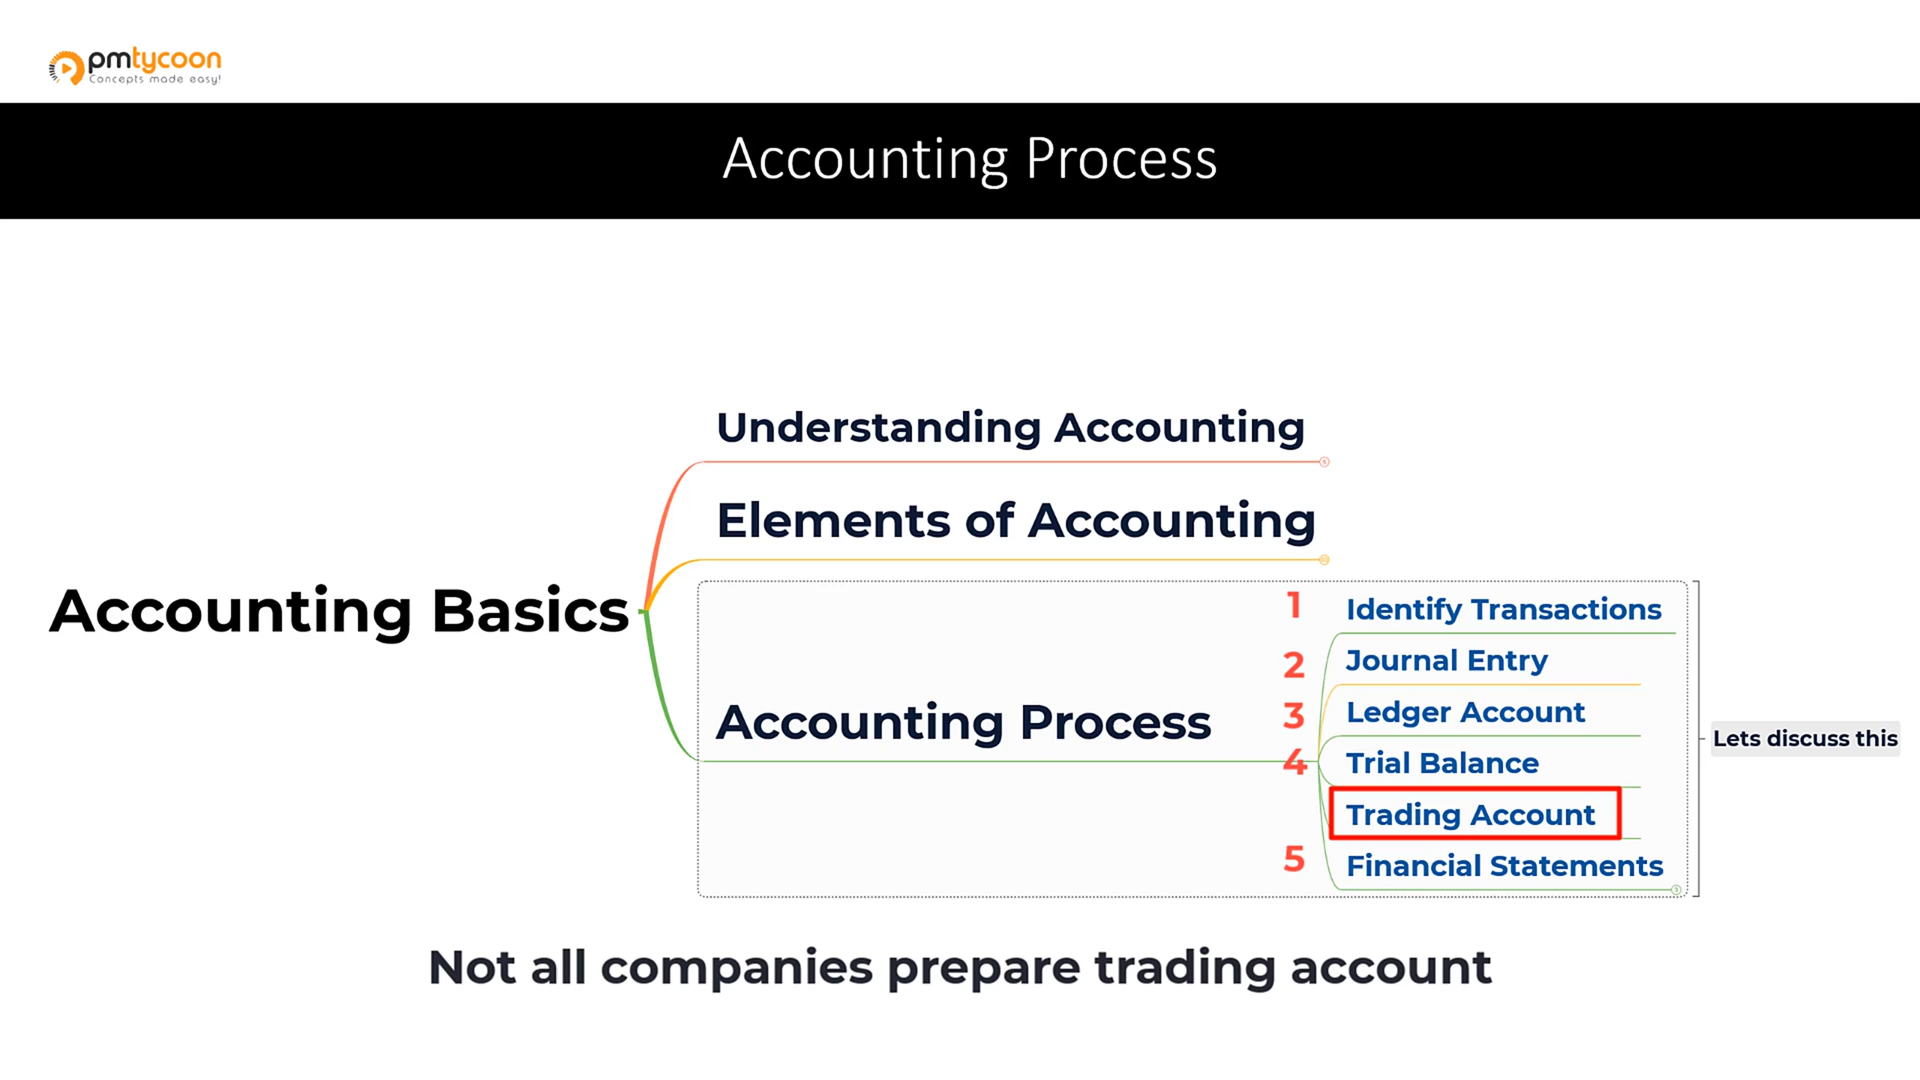 pmtycoon
Concepts made easy!
Accounting Process
Understanding Accounting
Elements of Accounting
Accounting Basics
Accounting Process
1 Identify Transactions
2 Journal Entry
3 Ledger Account
4 Trial Balance
Trading Account
5 Financial Statements
Lets discuss this
Not all companies prepare trading account